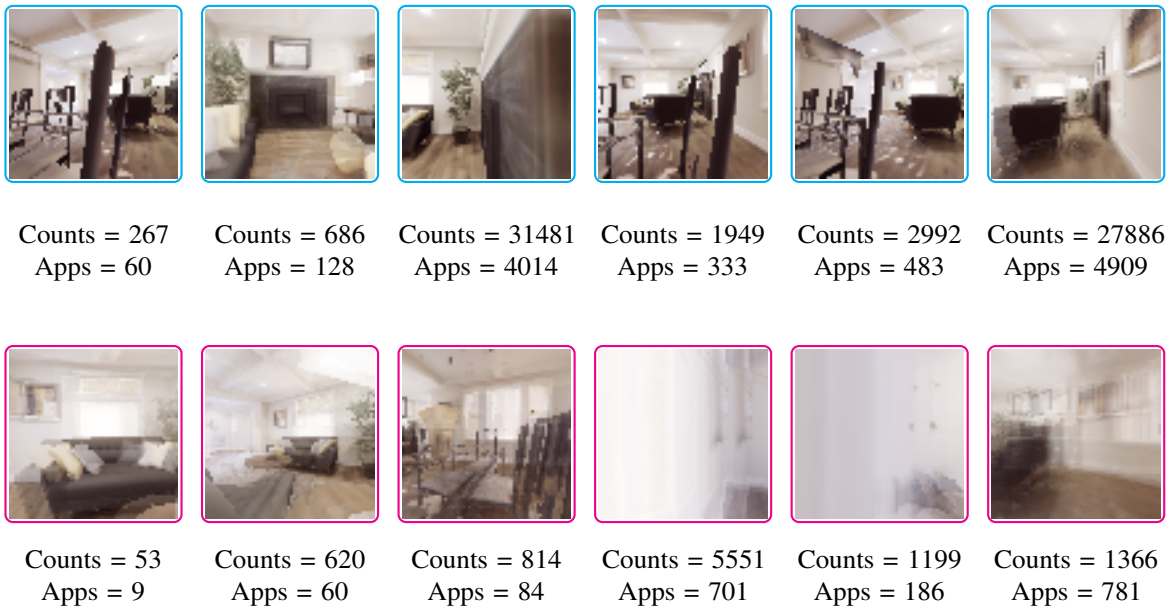 Counts = 267
Apps = 60
Counts = 686
Apps = 128
Counts = 31481
Apps = 4014
Counts = 1949
Apps = 333
Counts = 2992
Apps = 483
Counts = 27886
Apps = 4909
Counts = 53
Apps = 9
Counts = 620
Apps = 60
Counts = 814
Apps = 84
Counts = 5551
Apps = 701
Counts = 1199
Apps = 186
Counts = 1366
Apps = 781